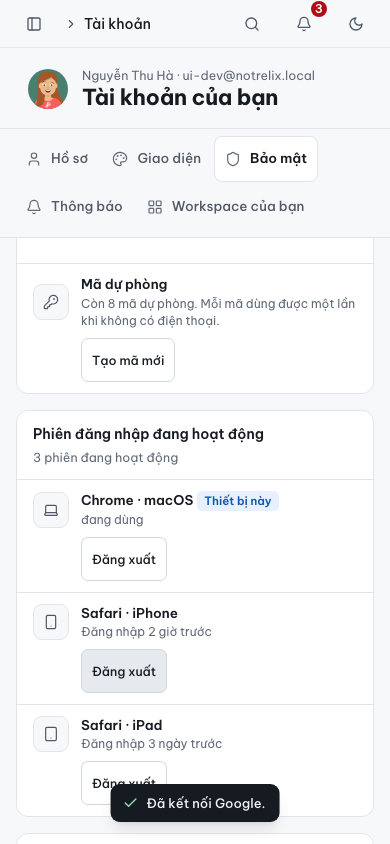 Tài khoản
3
Nguyễn Thu Hà · ui-dev@notrelix.local
Tài khoản của bạn
Hồ sơ
Giao diện
Bảo mật
Thông báo
Workspace của bạn
Mã dự phòng
Còn 8 mã dự phòng. Mỗi mã dùng được một lần
khi không có điện thoại.
Tạo mã mới
Phiên đăng nhập đang hoạt động
3 phiên đang hoạt động
Chrome · macOS Thiết bị này
đang dùng
Đăng xuất
Safari · iPhone
Đăng nhập 2 giờ trước
Đăng xuất
Safari · iPad
Đăng nhập 3 ngày trước
Đăng xuất
Đã kết nối Google.